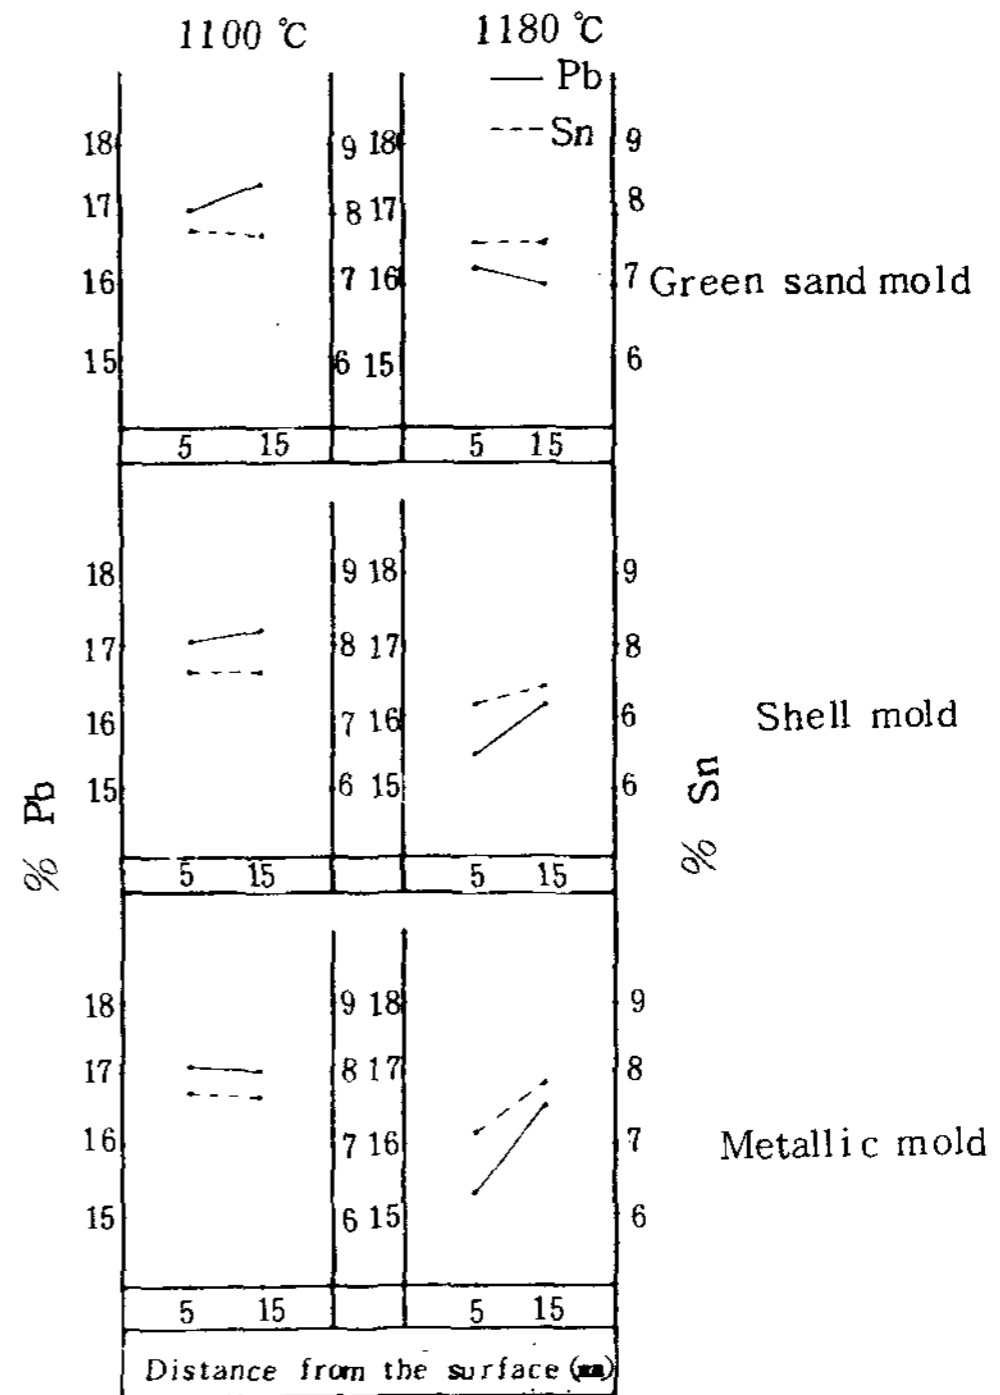 1100 ℃ 1180 ℃
Pb
Sn
18 9 18 9
17 8 17 8
16 7 16 7 Green sand mold
15 6 15 6
5 15 5 15
18 9 18 9
17 8 17 8
16 7 16 6 Shell mold
15 6 15 6
% Pb % Sn
5 15 5 15
18 9 18 9
17 8 17 8
16 7 16 7 Metallic mold
15 6 15 6
5 15 5 15
Distance from the surface